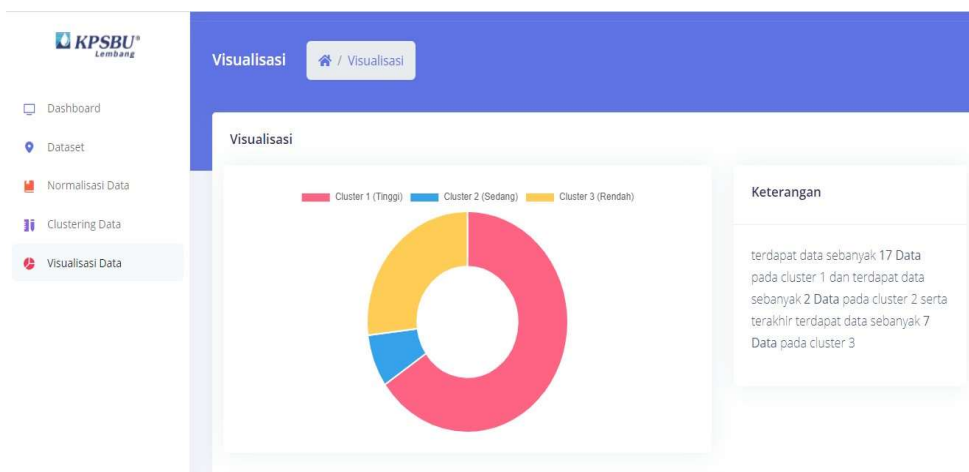 KPSBU®
Lembang
Dashboard
Dataset
Normalisasi Data
Clustering Data
Visualisasi Data
Visualisasi
/ Visualisasi
Visualisasi
Cluster 1 (Tinggi) Cluster 2 (Sedang) Cluster 3 (Rendah)
Keterangan
terdapat data sebanyak 17 Data
pada cluster 1 dan terdapat data
sebanyak 2 Data pada cluster 2 serta
terakhir terdapat data sebanyak 7
Data pada cluster 3